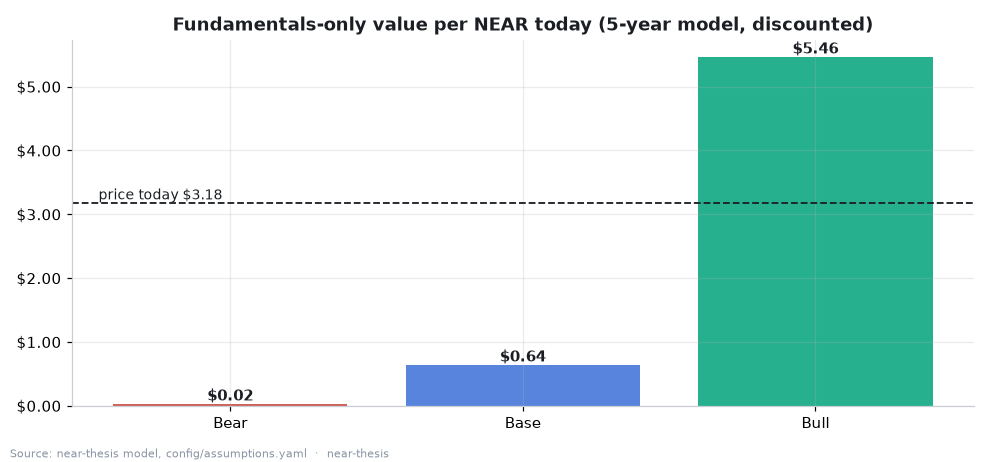 Fundamentals-only value per NEAR today (5-year model, discounted)
$5.46
$5.00
$4.00
price today $3.18
$3.00
$2.00
$1.00
$0.64
$0.02
$0.00
Bear Base Bull
Source: near-thesis model, config/assumptions.yaml · near-thesis